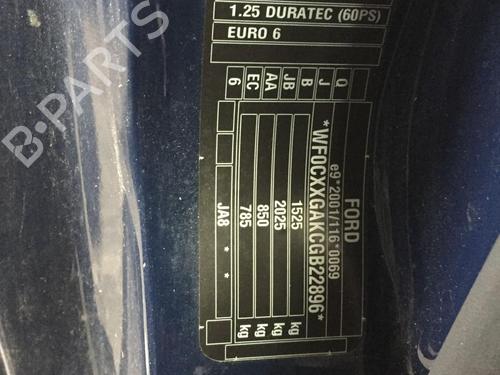 1.25 DURATEC (60PS)
EURO 6
FORD
e9*2001/116*0069
*WF0CXXGAKCGB22896*
1525 kg
2025 kg
850 kg
785 kg
Q
J
B
JB
AA
EC
6
JA8 * *
B-PARTS